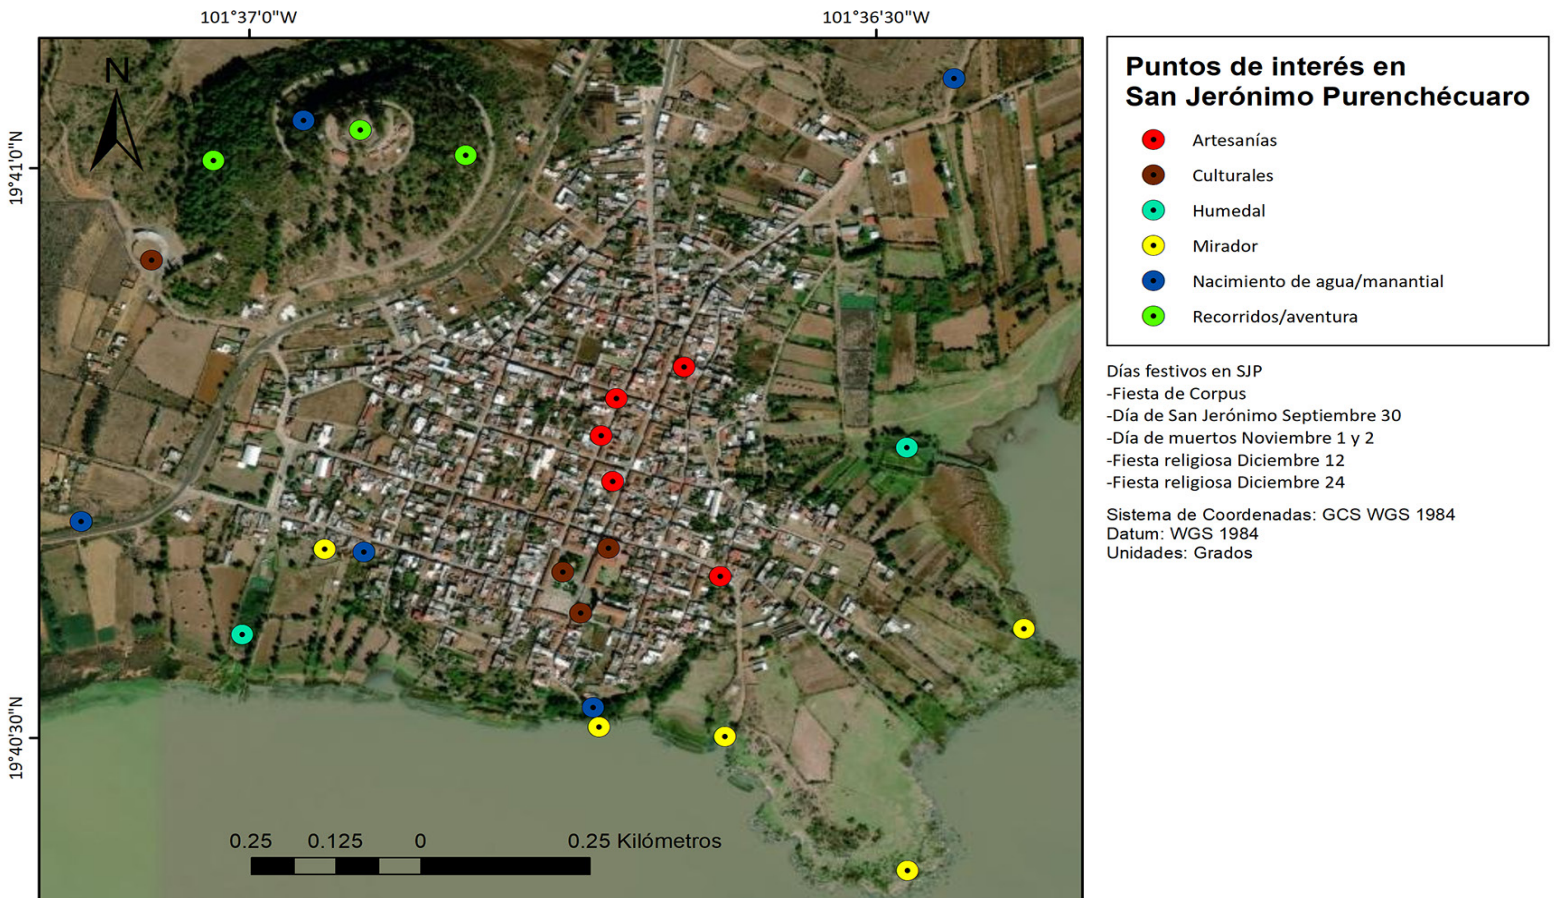 101°37'0"W
101°36'30"W
N
19°41'0"N
19°40'30"N
0.25 0.125 0 0.25 Kilómetros
Puntos de interés en
San Jerónimo Purenchécuaro
Artesanías
Culturales
Humedal
Mirador
Nacimiento de agua/manantial
Recorridos/aventura
Días festivos en SJP
-Fiesta de Corpus
-Día de San Jerónimo Septiembre 30
-Día de muertos Noviembre 1 y 2
-Fiesta religiosa Diciembre 12
-Fiesta religiosa Diciembre 24
Sistema de Coordenadas: GCS WGS 1984
Datum: WGS 1984
Unidades: Grados